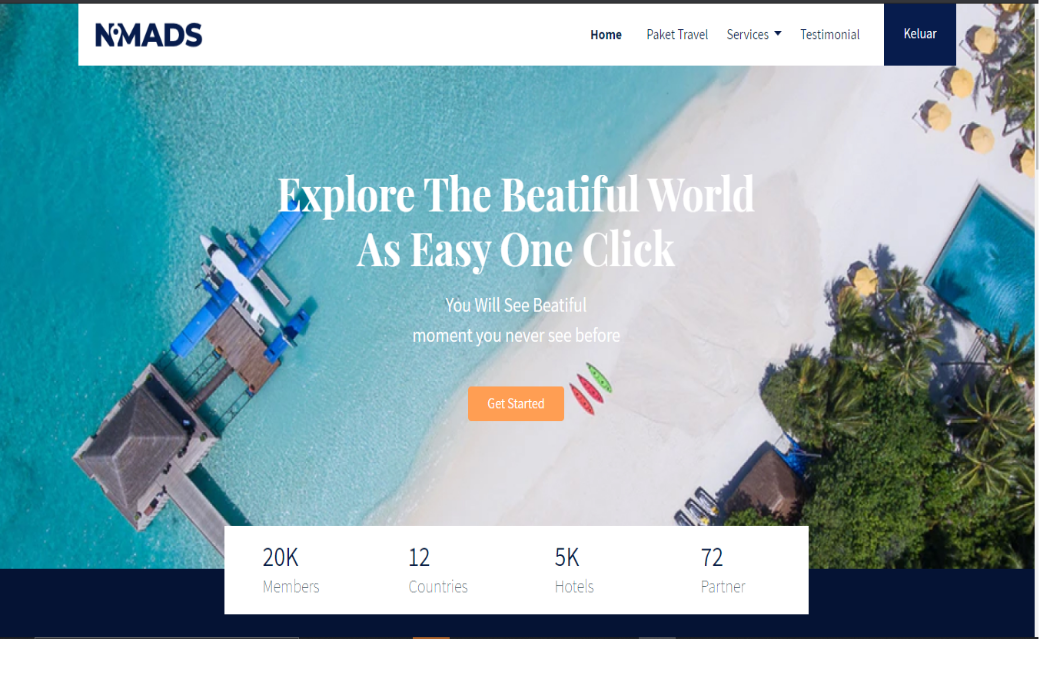 NOMADS
Home Paket Travel Services Testimonial Keluar
Explore The Beatiful World
As Easy One Click
You Will See Beatiful
moment you never see before
Get Started
20K 12 5K 72
Members Countries Hotels Partner